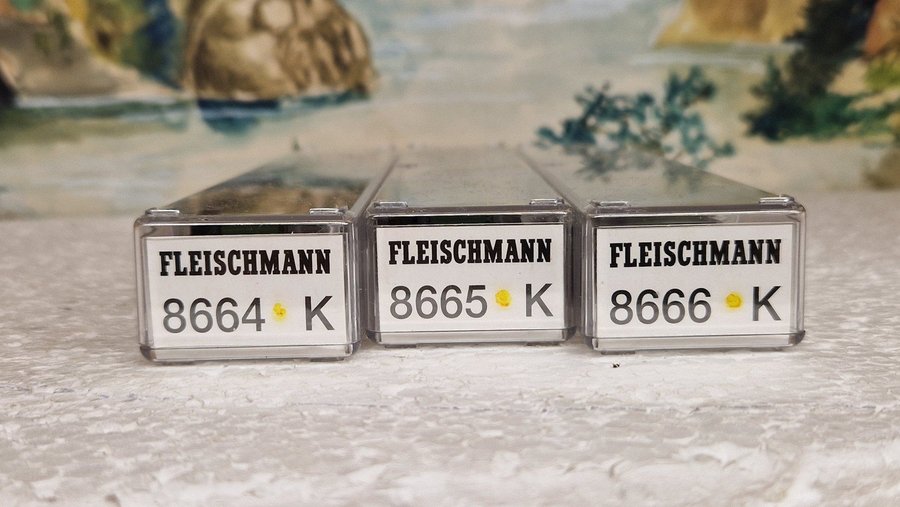 FLEISCHMANN
8664 K
FLEISCHMANN
8665 K
FLEISCHMANN
8666 K